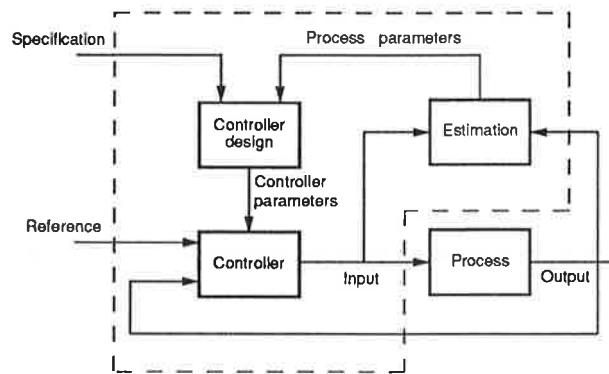 Specification
Process parameters
Controller
design
Estimation
Controller
parameters
Reference
Controller
Input
Process
Output